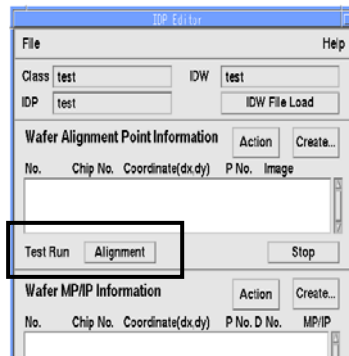 IDP Editor
File Help
Class test IDW test
IDP test IDW File Load
Wafer Alignment Point Information Action Create...
No. Chip No. Coordinate(dx,dy) P No. Image
Test Run Alignment Stop
Wafer MP/IP Information Action Create...
No. Chip No. Coordinate(dx,dy) P No. D No. MP/IP